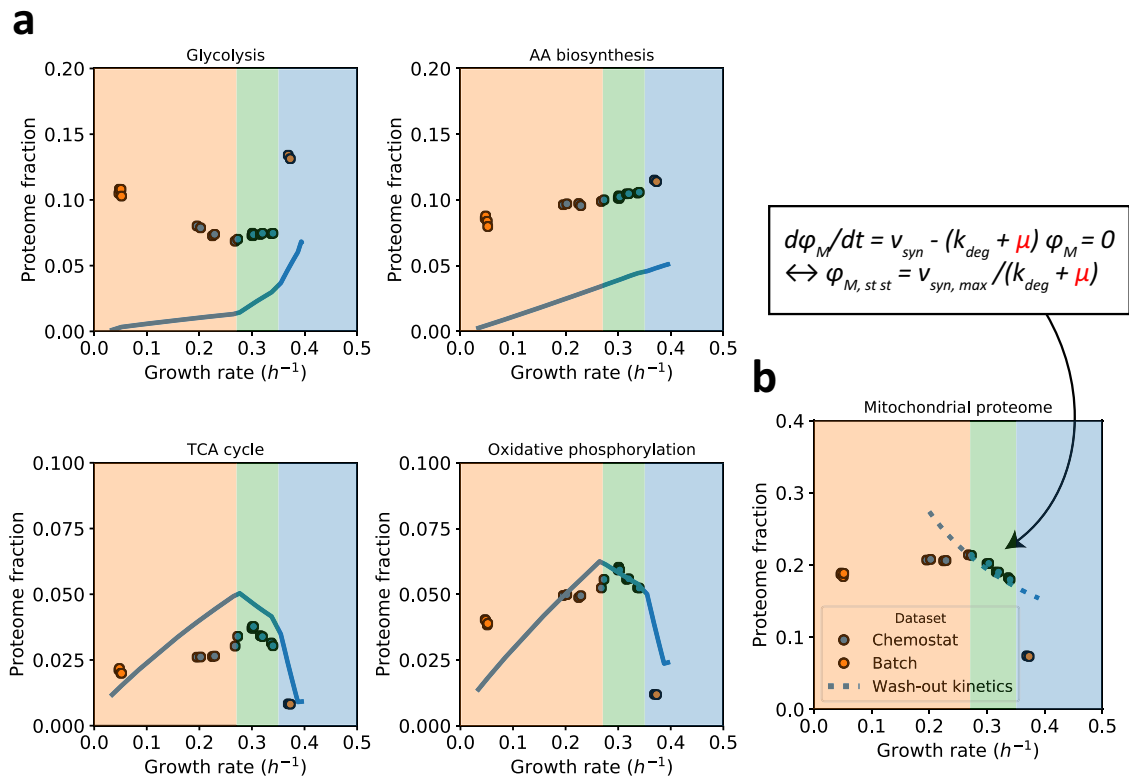 a
Glycolysis
Proteome fraction
0.20
0.15
0.10
0.05
0.00
0.0 0.1 0.2 0.3 0.4 0.5
Growth rate (h⁻¹)
AA biosynthesis
Proteome fraction
0.20
0.15
0.10
0.05
0.00
0.0 0.1 0.2 0.3 0.4 0.5
Growth rate (h⁻¹)
dφ_M/dt = v_syn - (k_deg + μ) φ_M = 0
↔ φ_M, st st = v_syn, max /(k_deg + μ)
TCA cycle
Proteome fraction
0.100
0.075
0.050
0.025
0.000
0.0 0.1 0.2 0.3 0.4 0.5
Growth rate (h⁻¹)
Oxidative phosphorylation
Proteome fraction
0.100
0.075
0.050
0.025
0.000
0.0 0.1 0.2 0.3 0.4 0.5
Growth rate (h⁻¹)
b
Mitochondrial proteome
Proteome fraction
0.4
0.3
0.2
0.1
0.0
Dataset
Chemostat
Batch
Wash-out kinetics
0.0 0.1 0.2 0.3 0.4 0.5
Growth rate (h⁻¹)